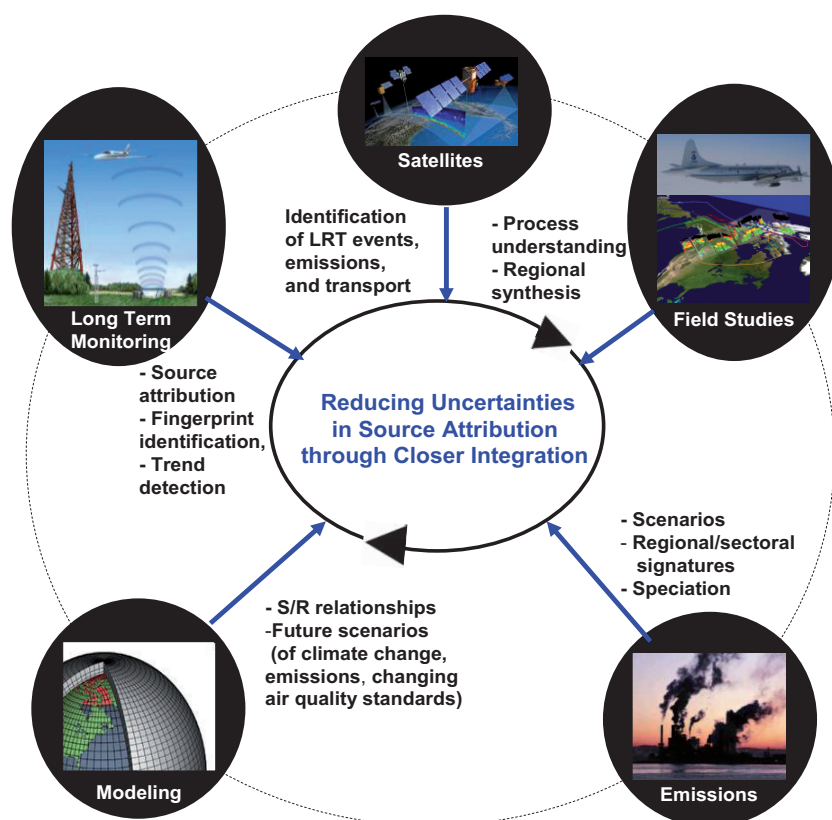 Satellites
Identification
of LRT events,
emissions,
and transport
- Process
understanding
- Regional
synthesis
Field Studies
Long Term
Monitoring
- Source
attribution
- Fingerprint
identification,
- Trend
detection
Reducing Uncertainties
in Source Attribution
through Closer Integration
- Scenarios
- Regional/sectoral
signatures
- Speciation
- S/R relationships
-Future scenarios
(of climate change,
emissions, changing
air quality standards)
Modeling
Emissions